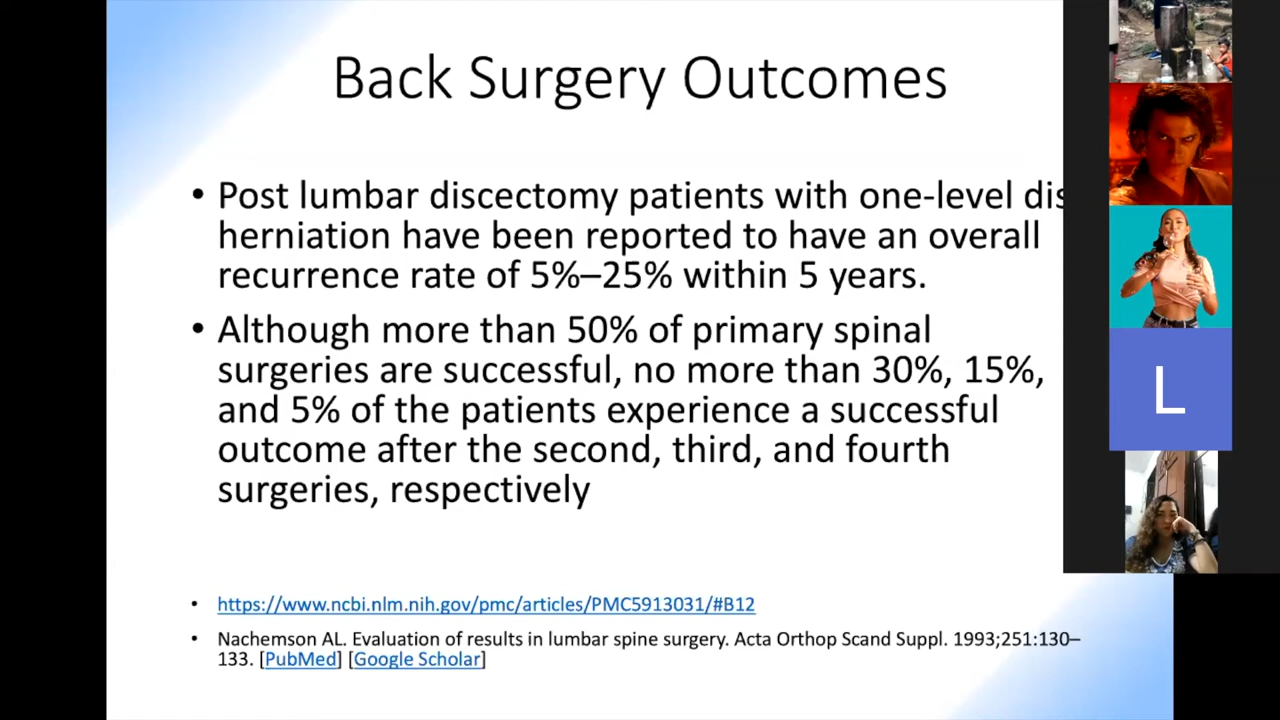 Back Surgery Outcomes
• Post lumbar discectomy patients with one-level dis
herniation have been reported to have an overall
recurrence rate of 5%–25% within 5 years.
• Although more than 50% of primary spinal
surgeries are successful, no more than 30%, 15%,
and 5% of the patients experience a successful
outcome after the second, third, and fourth
surgeries, respectively
• https://www.ncbi.nlm.nih.gov/pmc/articles/PMC5913031/#B12
• Nachemson AL. Evaluation of results in lumbar spine surgery. Acta Orthop Scand Suppl. 1993;251:130–
133. [PubMed] [Google Scholar]
L